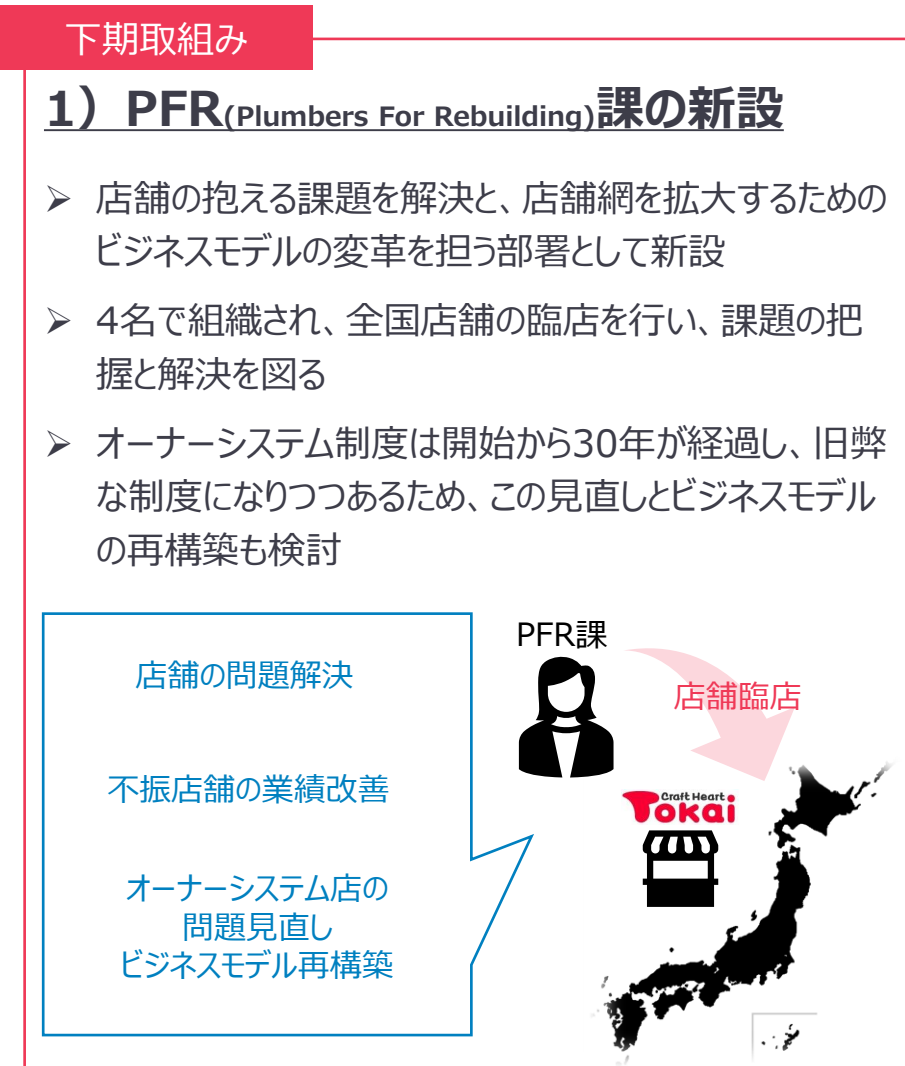 下期取組み
1）PFR(Plumbers For Rebuilding)課の新設
➢ 店舗の抱える課題を解決と、店舗網を拡大するための
ビジネスモデルの変革を担う部署として新設
➢ 4名で組織され、全国店舗の臨店を行い、課題の把
握と解決を図る
➢ オーナーシステム制度は開始から30年が経過し、旧弊
な制度になりつつあるため、この見直しとビジネスモデル
の再構築も検討
店舗の問題解決
不振店舗の業績改善
オーナーシステム店の
問題見直し
ビジネスモデル再構築
PFR課
店舗臨店
Craft Heart
Tokai